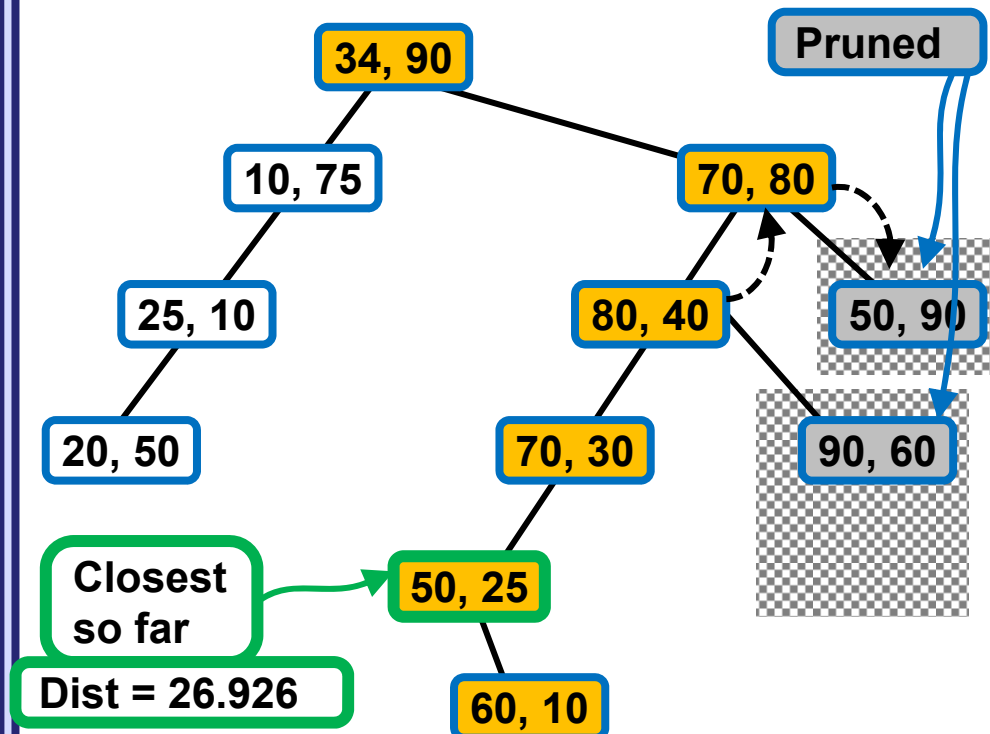 34, 90
Pruned
10, 75
70, 80
25, 10
80, 40
50, 90
20, 50
70, 30
90, 60
Closest
so far
50, 25
Dist = 26.926
60, 10